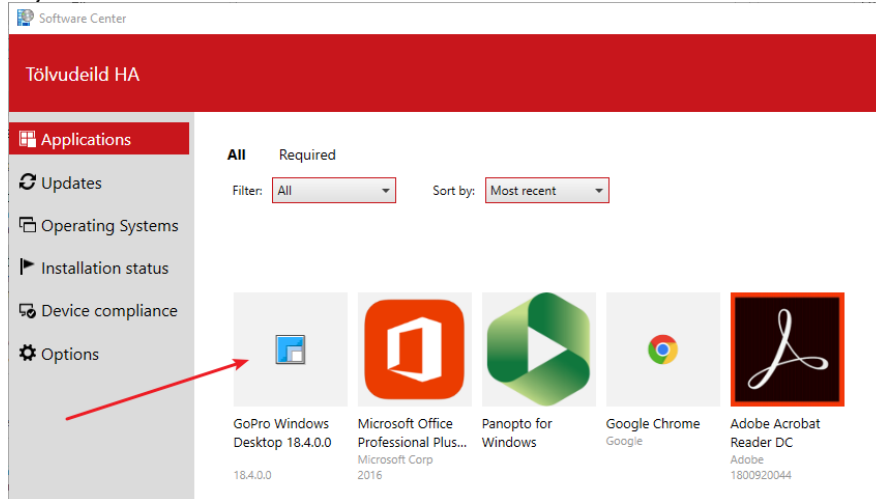 Software Center
Tölvudeild HA
Applications
Updates
Operating Systems
Installation status
Device compliance
Options
All Required
Filter: All Sort by: Most recent
GoPro Windows
Desktop 18.4.0.0
18.4.0.0
Microsoft Office
Professional Plus...
Microsoft Corp
2016
Panopto for
Windows
Google Chrome
Google
Adobe Acrobat
Reader DC
Adobe
1800920044